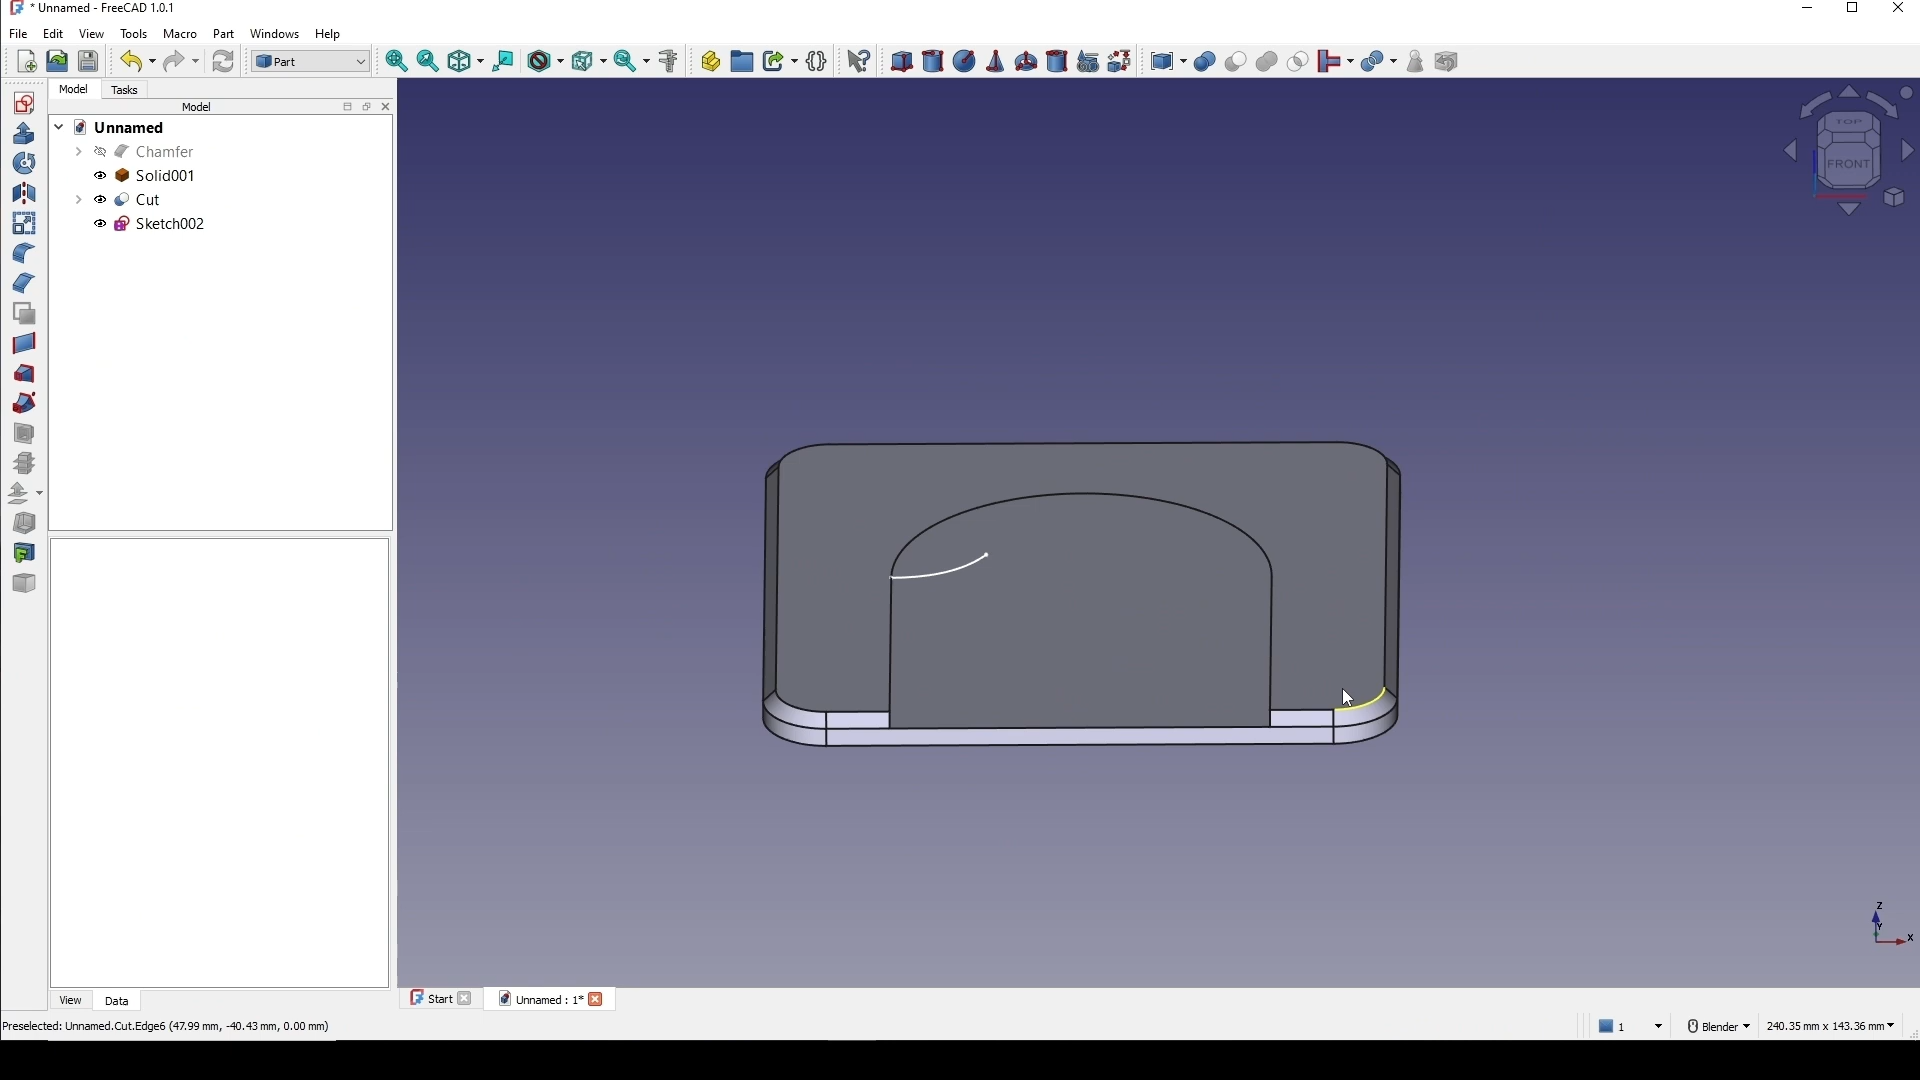 * Unnamed - FreeCAD 1.0.1
File Edit View Tools Macro Part Windows Help
Part
Model Tasks
Model
Unnamed
Chamfer
Solid001
Cut
Sketch002
TOP
FRONT
Z
Y
X
View Data
Start Unnamed : 1*
Preselected: Unnamed.Cut.Edge6 (47.99 mm, -40.43 mm, 0.00 mm)
1 Blender 240.35 mm x 143.36 mm